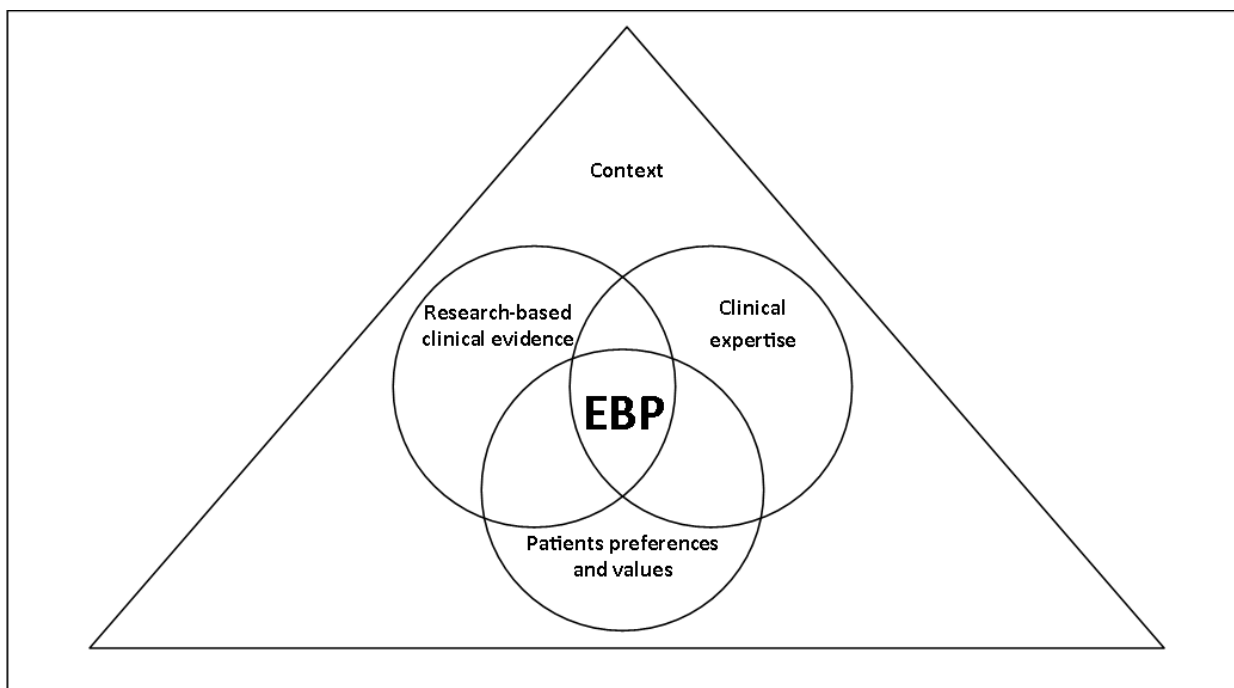 Context
Research-based
clinical evidence
Clinical
expertise
EBP
Patients preferences
and values